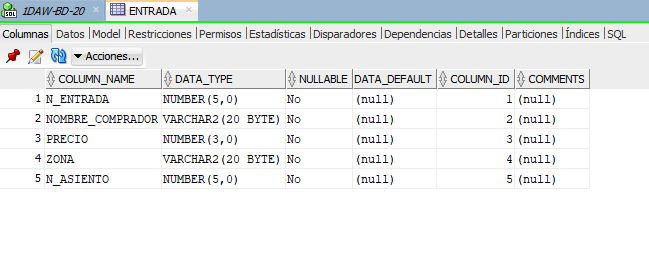 SQL 1DAW-BD-20 ENTRADA
Columnas Datos Model Restricciones Permisos Estadísticas Disparadores Dependencias Detalles Particiones Índices SQL
Acciones...
COLUMN_NAME DATA_TYPE NULLABLE DATA_DEFAULT COLUMN_ID COMMENTS
1 N_ENTRADA NUMBER(5,0) No (null) 1 (null)
2 NOMBRE_COMPRADOR VARCHAR2(20 BYTE) No (null) 2 (null)
3 PRECIO NUMBER(3,0) No (null) 3 (null)
4 ZONA VARCHAR2(20 BYTE) No (null) 4 (null)
5 N_ASIENTO NUMBER(5,0) No (null) 5 (null)